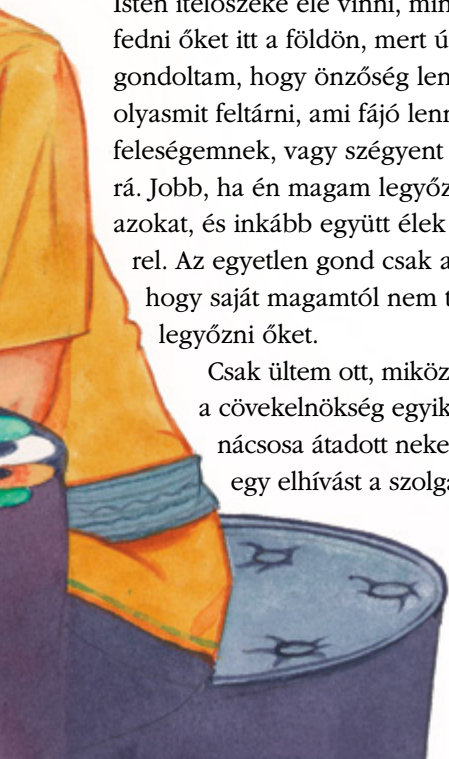 Isten ítélőszéke elé vinni, min
fedni őket itt a földön, mert ú
gondoltam, hogy önzőség len
olyasmit feltárni, ami fájó lenn
feleségemnek, vagy szégyent
rá. Jobb, ha én magam legyőz
azokat, és inkább együtt élek
rel. Az egyetlen gond csak a
hogy saját magamtól nem t
legyőzni őket.
Csak ültem ott, miköz
a cövekelnökség egyik
nácsosa átadott neke
egy elhívást a szolgá